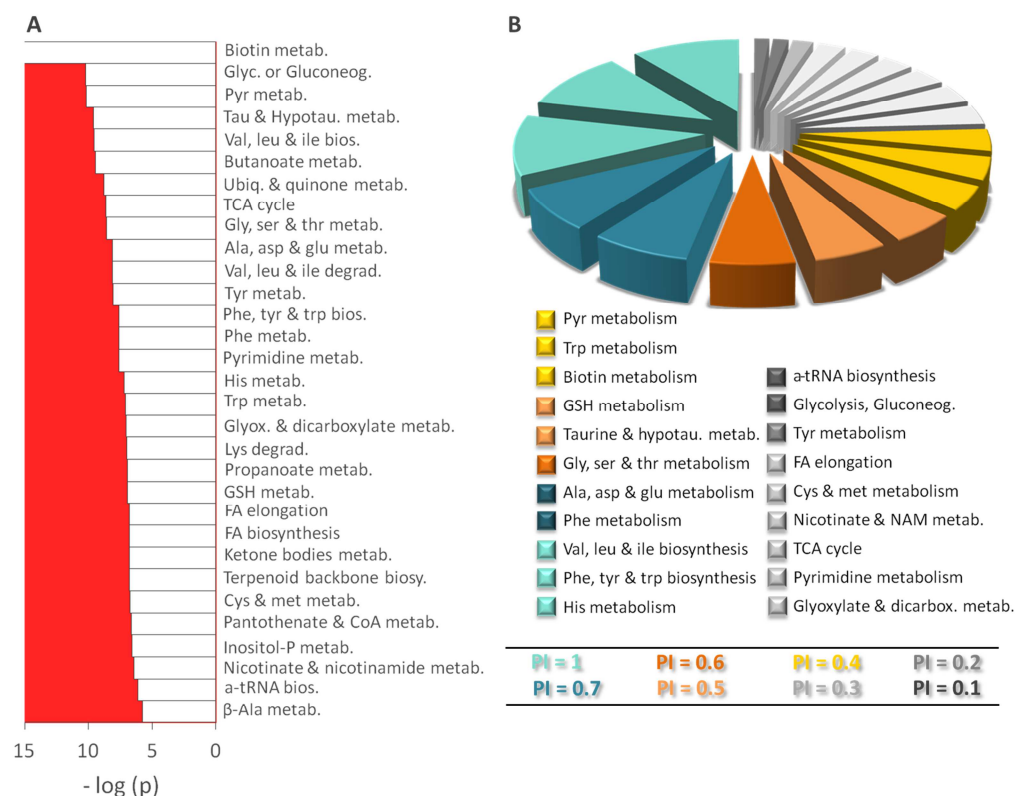 A
Biotin metab.
Glyc. or Gluconeog.
Pyr metab.
Tau & Hypotau. metab.
Val, leu & ile bios.
Butanoate metab.
Ubiq. & quinone metab.
TCA cycle
Gly, ser & thr metab.
Ala, asp & glu metab.
Val, leu & ile degrad.
Tyr metab.
Phe, tyr & trp bios.
Phe metab.
Pyrimidine metab.
His metab.
Trp metab.
Glyox. & dicarboxylate metab.
Lys degrad.
Propanoate metab.
GSH metab.
FA elongation
FA biosynthesis
Ketone bodies metab.
Terpenoid backbone biosy.
Cys & met metab.
Pantothenate & CoA metab.
Inositol-P metab.
Nicotinate & nicotinamide metab.
a-tRNA bios.
β-Ala metab.
15 10 5 0
- log (p)
B
Pyr metabolism
Trp metabolism
Biotin metabolism
GSH metabolism
Taurine & hypotau. metab.
Gly, ser & thr metabolism
Ala, asp & glu metabolism
Phe metabolism
Val, leu & ile biosynthesis
Phe, tyr & trp biosynthesis
His metabolism
a-tRNA biosynthesis
Glycolysis, Gluconeog.
Tyr metabolism
FA elongation
Cys & met metabolism
Nicotinate & NAM metab.
TCA cycle
Pyrimidine metabolism
Glyoxylate & dicarbox. metab.
PI = 1 PI = 0.6 PI = 0.4 PI = 0.2
PI = 0.7 PI = 0.5 PI = 0.3 PI = 0.1